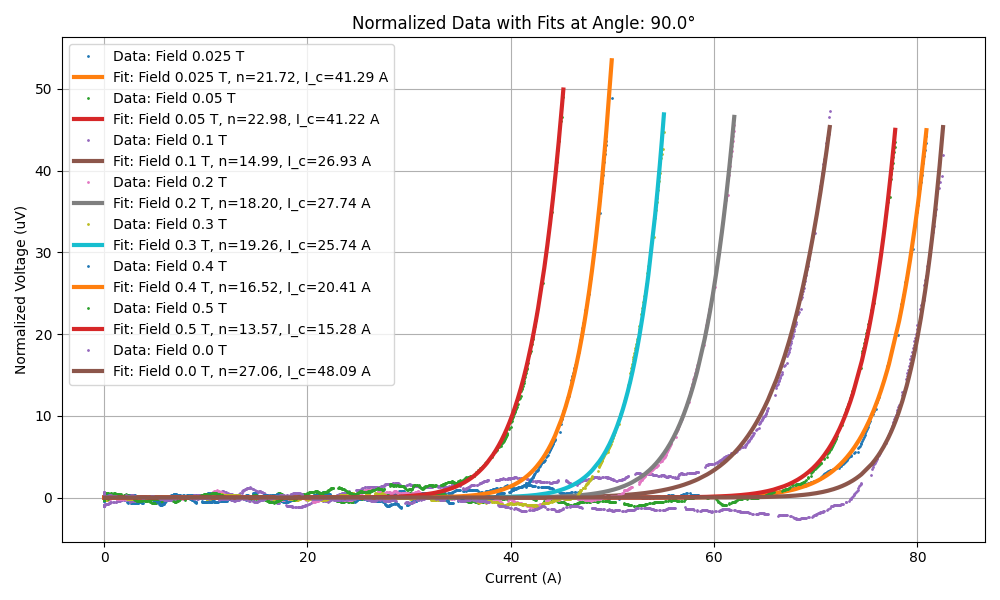 Normalized Data with Fits at Angle: 90.0°
Normalized Voltage (uV)
50
40
30
20
10
0
Data: Field 0.025 T
Fit: Field 0.025 T, n=21.72, I_c=41.29 A
Data: Field 0.05 T
Fit: Field 0.05 T, n=22.98, I_c=41.22 A
Data: Field 0.1 T
Fit: Field 0.1 T, n=14.99, I_c=26.93 A
Data: Field 0.2 T
Fit: Field 0.2 T, n=18.20, I_c=27.74 A
Data: Field 0.3 T
Fit: Field 0.3 T, n=19.26, I_c=25.74 A
Data: Field 0.4 T
Fit: Field 0.4 T, n=16.52, I_c=20.41 A
Data: Field 0.5 T
Fit: Field 0.5 T, n=13.57, I_c=15.28 A
Data: Field 0.0 T
Fit: Field 0.0 T, n=27.06, I_c=48.09 A
0 20 40 60 80
Current (A)